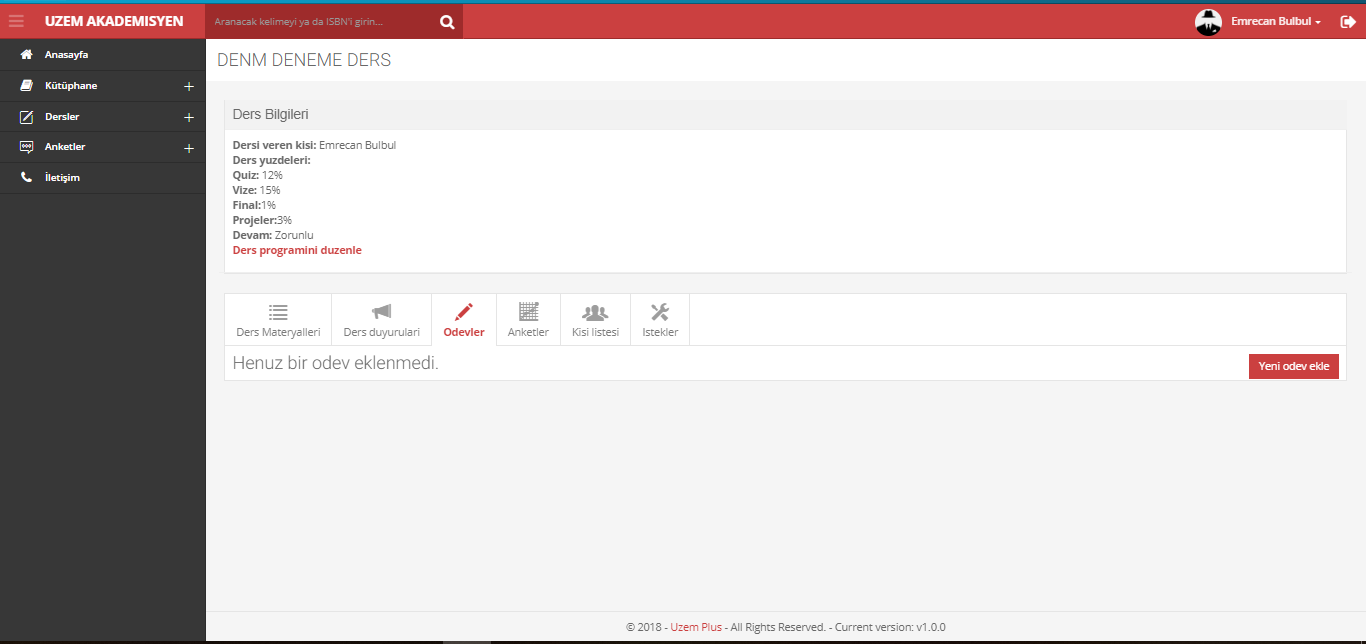 UZEM AKADEMISYEN
Aranacak kelimeyi ya da ISBN'i girin...
Emrecan Bulbul
Anasayfa
Kütüphane
Dersler
Anketler
İletişim
DENM DENEME DERS
Ders Bilgileri
Dersi veren kisi: Emrecan Bulbul
Ders yuzdeleri:
Quiz: 12%
Vize: 15%
Final:1%
Projeler:3%
Devam: Zorunlu
Ders programini duzenle
Ders Materyalleri
Ders duyurulari
Odevler
Anketler
Kisi listesi
Istekler
Henuz bir odev eklenmedi.
Yeni odev ekle
© 2018 - Uzem Plus - All Rights Reserved. - Current version: v1.0.0